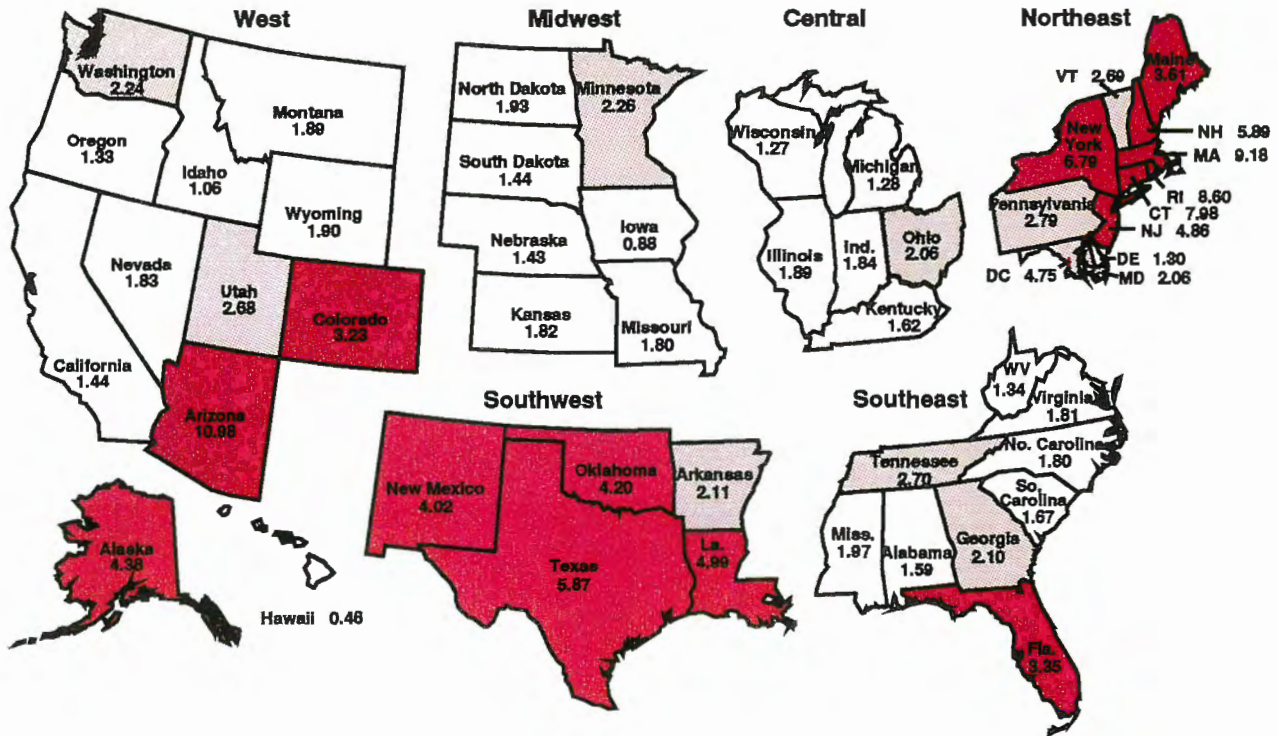 West
Washington
2.24
Oregon
1.33
Montana
1.89
Idaho
1.06
Wyoming
1.90
Nevada
1.83
Utah
2.68
Colorado
3.23
California
1.44
Arizona
10.98
Alaska
4.38
Hawaii 0.46
Midwest
North Dakota
1.93
Minnesota
2.26
South Dakota
1.44
Nebraska
1.43
Iowa
0.88
Kansas
1.82
Missouri
1.80
Central
Wisconsin
1.27
Michigan
1.28
Illinois
1.89
Ind.
1.84
Ohio
2.06
Kentucky
1.62
Northeast
Maine
3.61
VT 2.69
New
York
6.79
NH 5.89
MA 9.18
RI 8.60
CT 7.98
NJ 4.86
Pennsylvania
2.79
DE 1.30
DC 4.75
MD 2.06
Southwest
New Mexico
4.02
Oklahoma
4.20
Arkansas
2.11
Texas
5.87
La.
4.99
Southeast
WV
1.34
Virginia
1.81
No. Carolina
1.80
Tennessee
2.70
So.
Carolina
1.67
Miss.
1.97
Alabama
1.59
Georgia
2.10
Fla.
3.35